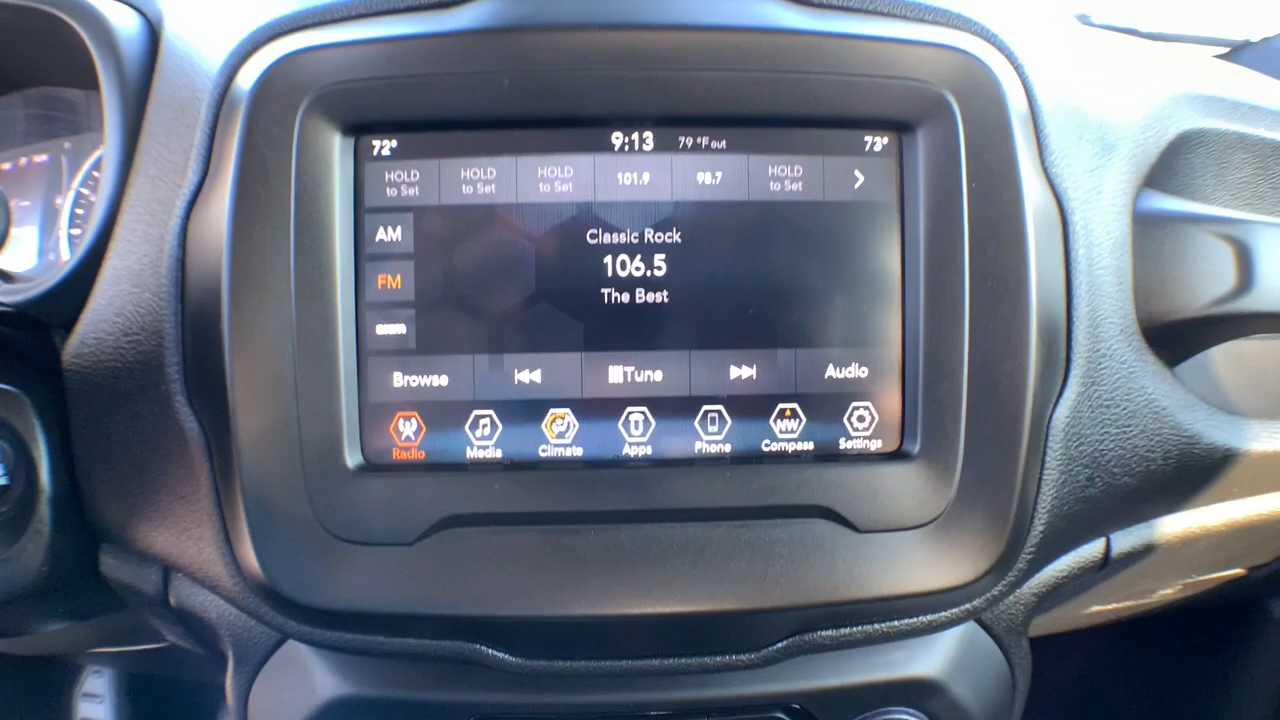 72° 9:13 79 °F out 73°
HOLD to Set HOLD to Set HOLD to Set 101.9 98.7 HOLD to Set
AM
Classic Rock
FM
106.5
The Best
Browse Tune Audio
NW
Radio Media Climate Apps Phone Compass Settings